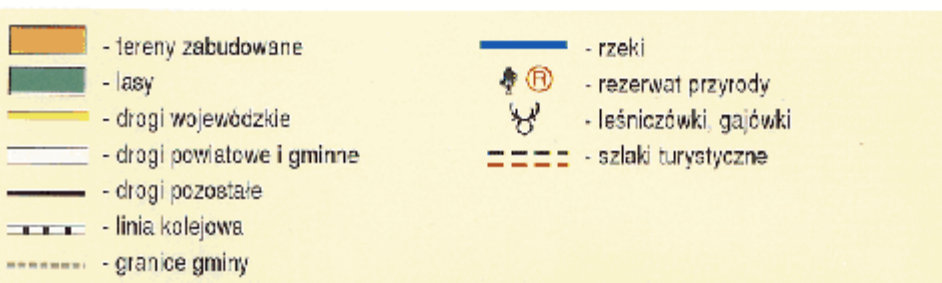 - tereny zabudowane
- lasy
- drogi wojewódzkie
- drogi powiatowe i gminne
- drogi pozostałe
- linia kolejowa
- granice gminy
- rzeki
R - rezerwat przyrody
- leśniczówki, gajówki
- szlaki turystyczne